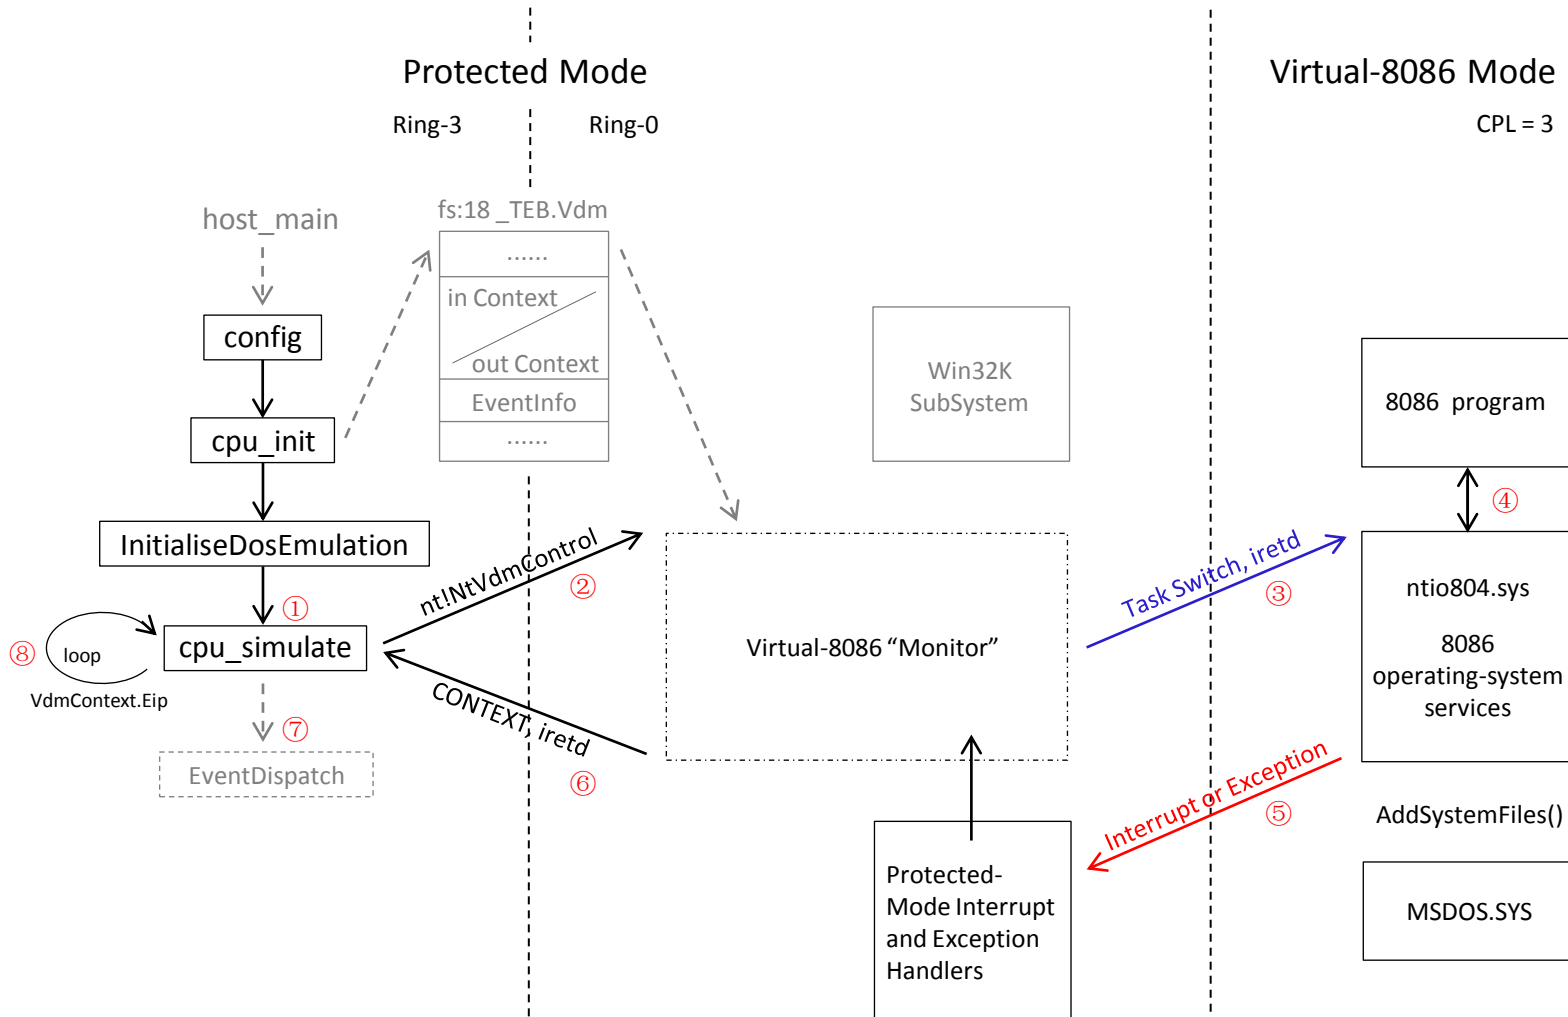 Protected Mode
Virtual-8086 Mode
Ring-3
Ring-0
CPL = 3
host_main
fs:18 _TEB.Vdm
......
in Context
out Context
EventInfo
......
config
cpu_init
InitialiseDosEmulation
①
cpu_simulate
⑧
loop
VdmContext.Eip
⑦
EventDispatch
nt!NtVdmControl
②
CONTEXT, iretd
⑥
Win32K
SubSystem
Virtual-8086 “Monitor”
Protected-
Mode Interrupt
and Exception
Handlers
Task Switch, iretd
③
Interrupt or Exception
⑤
8086 program
④
ntio804.sys
8086
operating-system
services
AddSystemFiles()
MSDOS.SYS